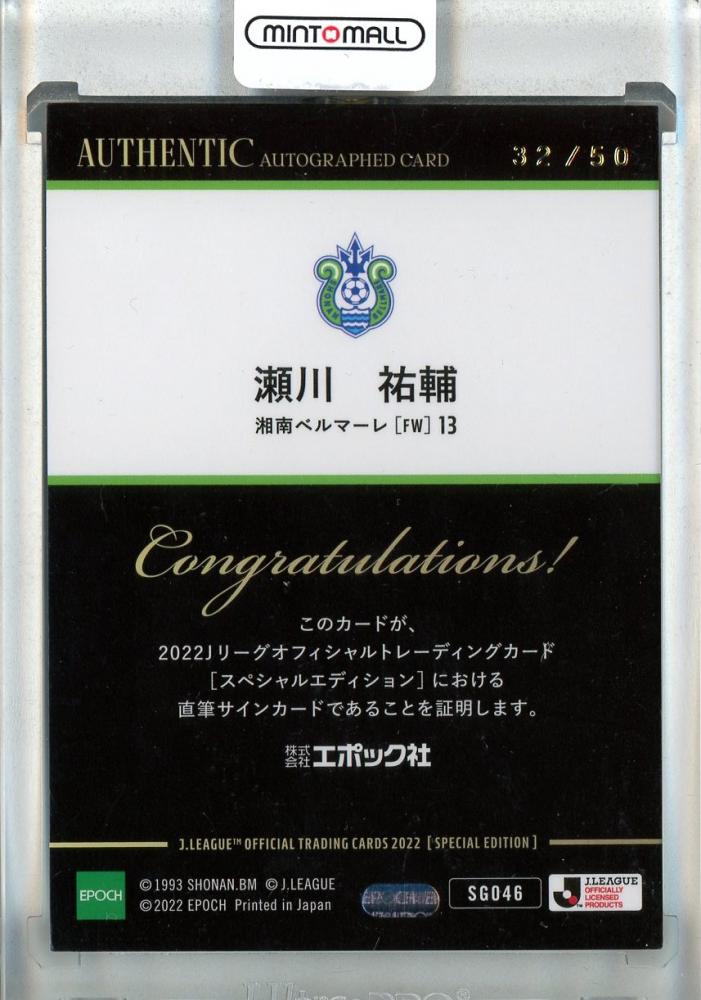 MINTOMALL
AUTHENTIC AUTOGRAPHED CARD 32/50
瀬川 祐輔
湘南ベルマーレ [FW] 13
Congratulations!
このカードが、
2022Jリーグオフィシャルトレーディングカード
[スペシャルエディション]における
直筆サインカードであることを証明します。
株式会社エポック社
J.LEAGUE™ OFFICIAL TRADING CARDS 2022 [SPECIAL EDITION]
EPOCH
©1993 SHONAN.BM ©J.LEAGUE
©2022 EPOCH Printed in Japan
SG046
J.LEAGUE
OFFICIALLY
LICENSED
PRODUCTS